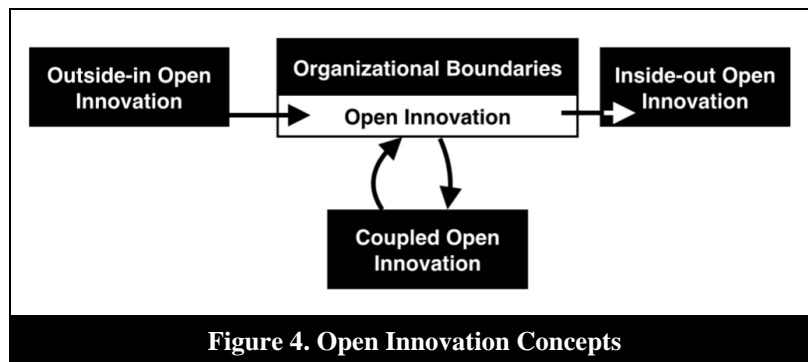 Outside-in Open
Innovation
Organizational Boundaries
Open Innovation
Inside-out Open
Innovation
Coupled Open
Innovation
Figure 4. Open Innovation Concepts